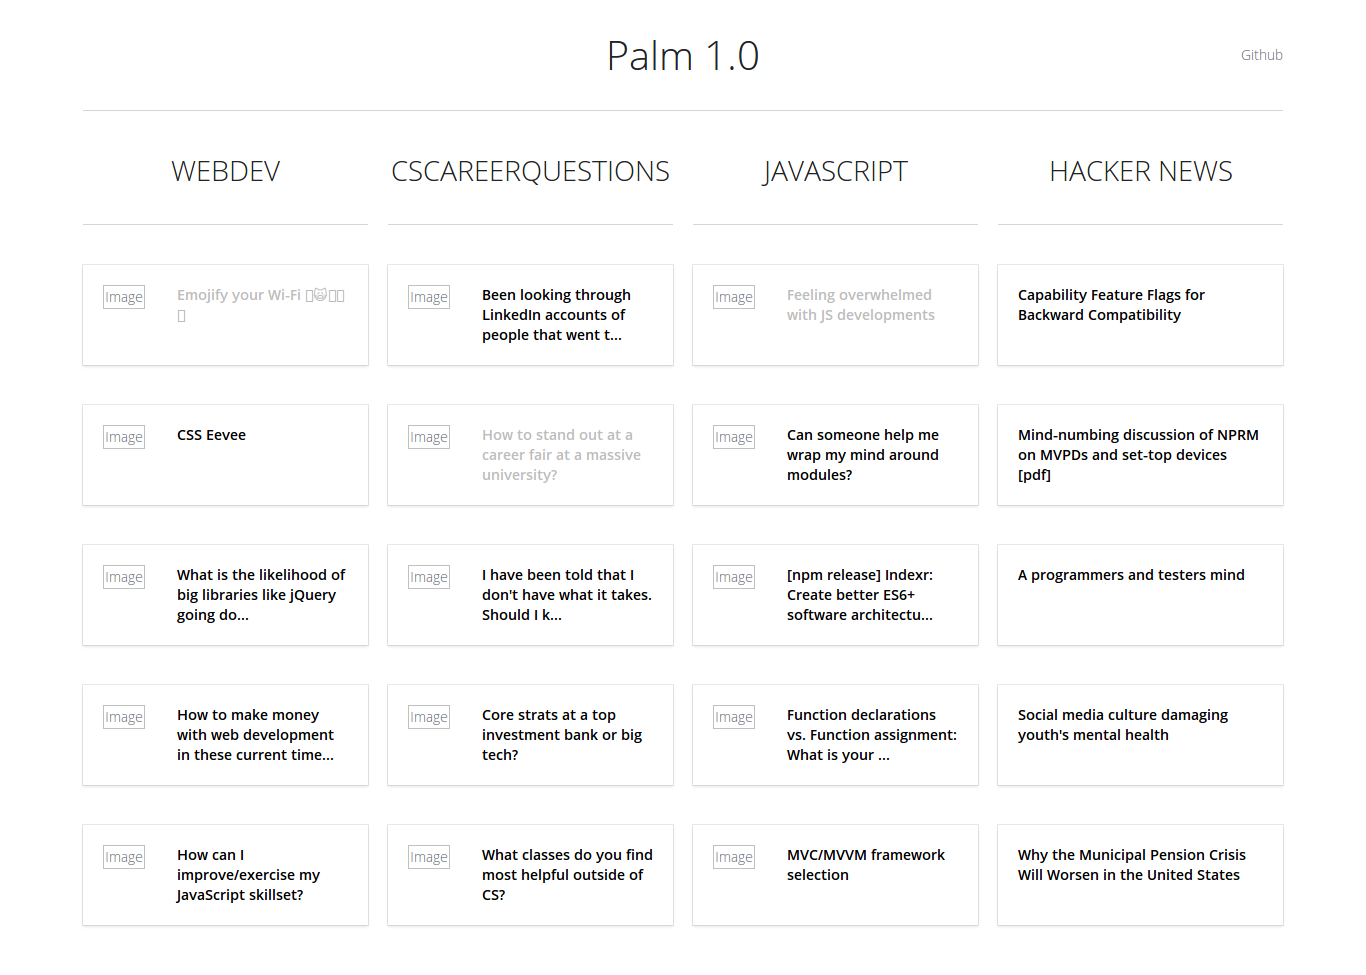 Palm 1.0
Github
WEBDEV
CSCAREERQUESTIONS
JAVASCRIPT
HACKER NEWS
Image
Emojify your Wi-Fi
Image
Been looking through
LinkedIn accounts of
people that went t...
Image
Feeling overwhelmed
with JS developments
Capability Feature Flags for
Backward Compatibility
Image
CSS Eevee
Image
How to stand out at a
career fair at a massive
university?
Image
Can someone help me
wrap my mind around
modules?
Mind-numbing discussion of NPRM
on MVPDs and set-top devices
[pdf]
Image
What is the likelihood of
big libraries like jQuery
going do...
Image
I have been told that I
don't have what it takes.
Should I k...
Image
[npm release] Indexr:
Create better ES6+
software architectu...
A programmers and testers mind
Image
How to make money
with web development
in these current time...
Image
Core strats at a top
investment bank or big
tech?
Image
Function declarations
vs. Function assignment:
What is your ...
Social media culture damaging
youth's mental health
Image
How can I
improve/exercise my
JavaScript skillset?
Image
What classes do you find
most helpful outside of
CS?
Image
MVC/MVVM framework
selection
Why the Municipal Pension Crisis
Will Worsen in the United States